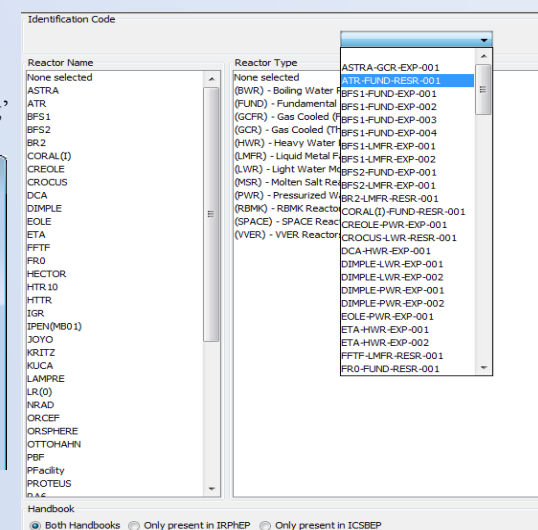 Identification Code
Reactor Name
None selected
ASTRA
ATR
BFS1
BFS2
BR2
CORAL(I)
CREOLE
CROCUS
DCA
DIMPLE
EOLE
ETA
FFTF
FR0
HECTOR
HTR10
HTTR
IGR
IPEN(MB01)
JOYO
KRITZ
KUCA
LAMPRE
LR(0)
NRAD
ORCEF
ORSPHERE
OTTOHAHN
PBF
PFacility
PROTEUS
Reactor Type
None selected
(BWR) - Boiling Water
(FUND) - Fundamental
(GCFR) - Gas Cooled
(GCR) - Gas Cooled
(HWR) - Heavy Water
(LMFR) - Liquid Metal
(LWR) - Light Water
(MSR) - Molten Salt
(PWR) - Pressurized
(RBMK) - RBMK
(SPACE) - SPACE
(VVER) - VVER
ASTRA-GCR-EXP-001
ATR-FUND-RESR-001
BFS1-FUND-EXP-001
BFS1-FUND-EXP-002
BFS1-FUND-EXP-003
BFS1-FUND-EXP-004
BFS1-LMFR-EXP-001
BFS1-LMFR-EXP-002
BFS2-FUND-EXP-001
BFS2-LMFR-EXP-001
BR2-LMFR-RESR-001
CORAL(I)-FUND-RESR-001
CREOLE-PWR-EXP-001
CROCUS-LWR-RESR-001
DCA-HWR-EXP-001
DIMPLE-LWR-EXP-001
DIMPLE-LWR-EXP-002
DIMPLE-PWR-EXP-001
DIMPLE-PWR-EXP-002
EOLE-PWR-EXP-001
ETA-HWR-EXP-001
ETA-HWR-EXP-002
FFTF-LMFR-RESR-001
FR0-FUND-RESR-001
Handbook
Both Handbooks Only present in IRPhEP Only present in ICSBEP